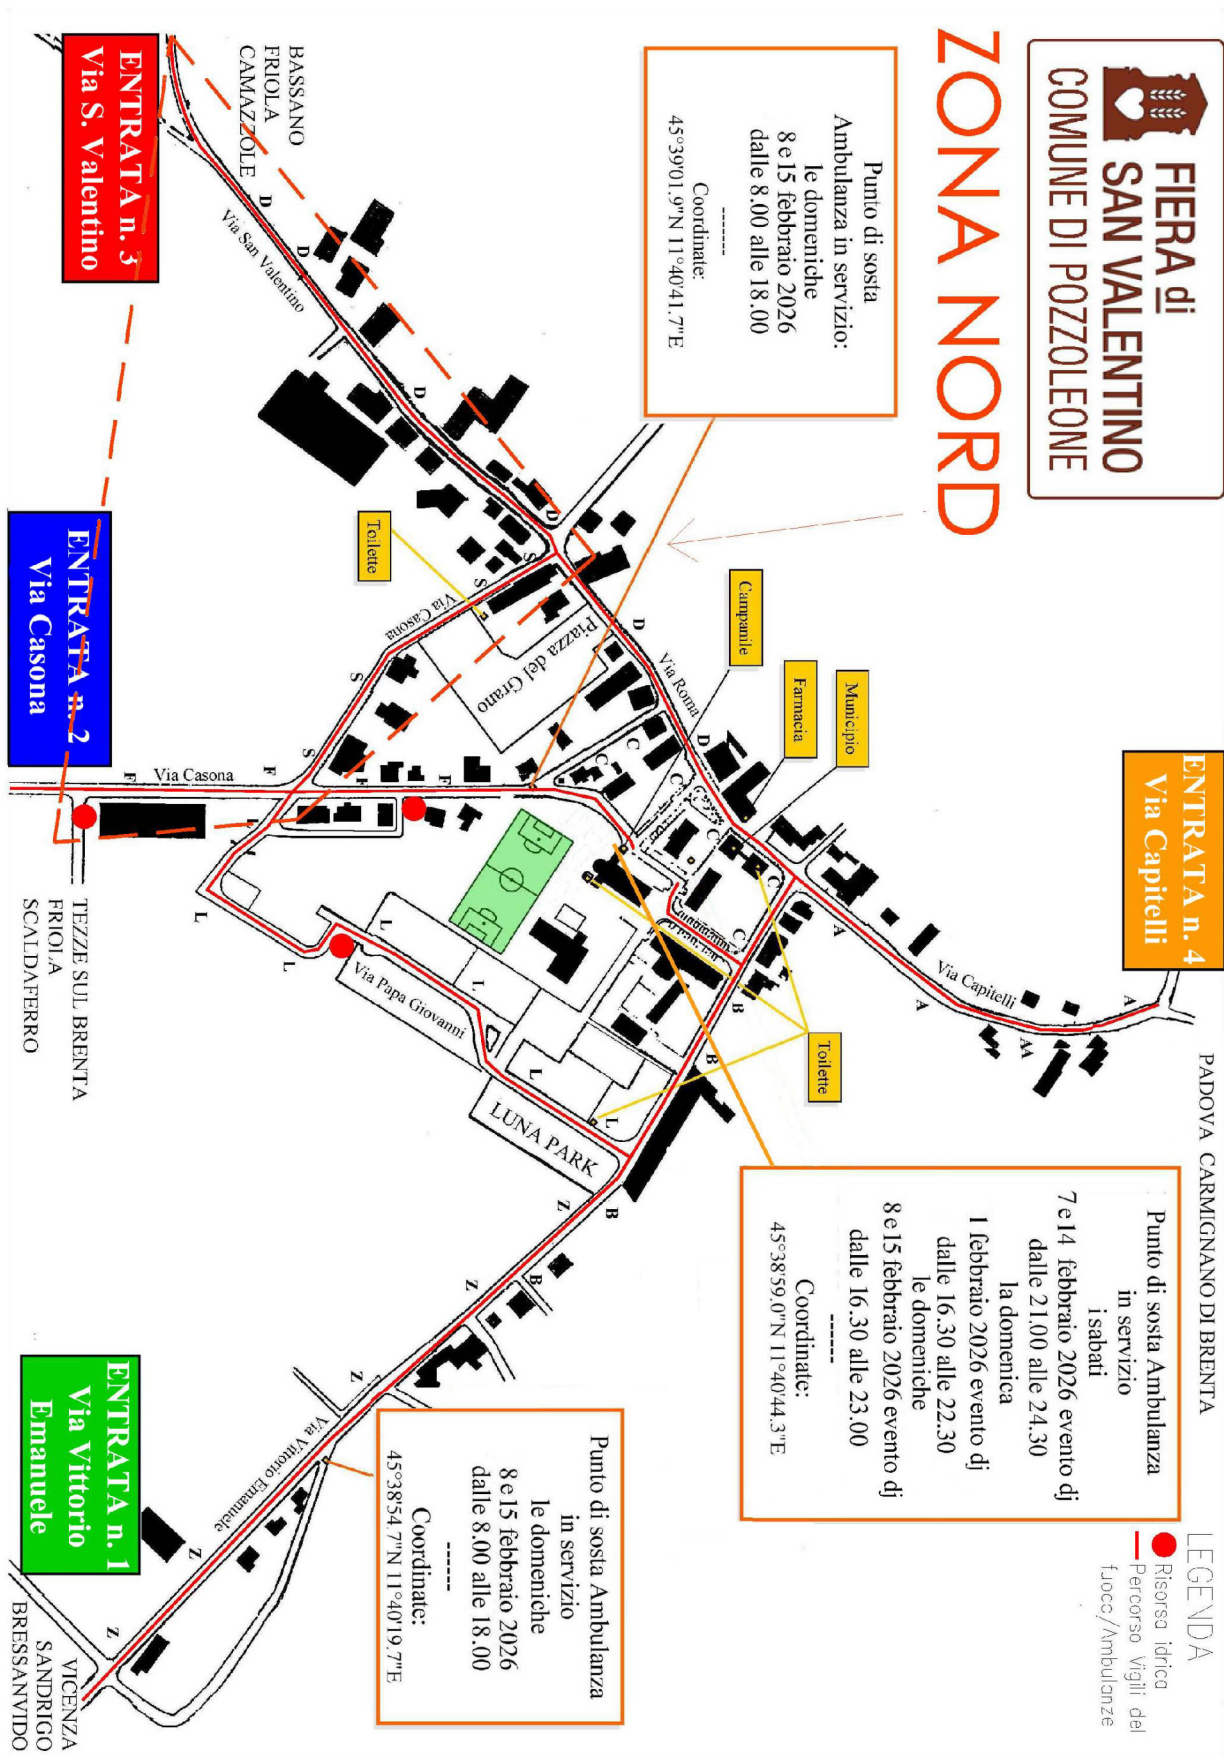 FIERA di
SAN VALENTINO
COMUNE DI POZZOLEONE
ZONA NORD
Punto di sosta
Ambulanza in servizio:
le domeniche
8 e 15 febbraio 2026
dalle 8.00 alle 18.00
-------
Coordinate:
45°39'01.9"N 11°40'41.7"E
ENTRATA n. 4
Via Capitelli
PADOVA CARMIGNANO DI BRENTA
LEGENDA
Risorsa idrica
Percorso Vigili del
fuoco/Ambulanze
Punto di sosta Ambulanza
in servizio
i sabati
7 e 14 febbraio 2026 evento dj
dalle 21.00 alle 24.30
la domenica
1 febbraio 2026 evento dj
dalle 16.30 alle 22.30
le domeniche
8 e 15 febbraio 2026 evento dj
dalle 16.30 alle 23.00
-------
Coordinate:
45°38'59.0"N 11°40'44.3"E
Municipio
Farmacia
Campanile
Toilette
Toilette
A
A
AA
A
Via Capitelli
D
D
D
D
D
D
Via Roma
Via San Valentino
C
C
C
C
C
C
B
B
B
B
S
S
S
S
Via Casona
Piazza del Grano
F
F
F
F
Via Casona
L
L
L
L
L
L
L
Via Papa Giovanni
LUNA PARK
Z
Z
Z
Z
Z
Via Vittorio Emanuele
BASSANO
FRIOLA
CAMAZZOLE
ENTRATA n. 3
Via S. Valentino
ENTRATA n. 2
Via Casona
TEZZE SUL BRENTA
FRIOLA
SCALDAFERRO
Punto di sosta Ambulanza
in servizio
le domeniche
8 e 15 febbraio 2026
dalle 8.00 alle 18.00
-------
Coordinate:
45°38'54.7"N 11°40'19.7"E
ENTRATA n. 1
Via Vittorio
Emanuele
VICENZA
SANDRIGO
BRESSANVIDO